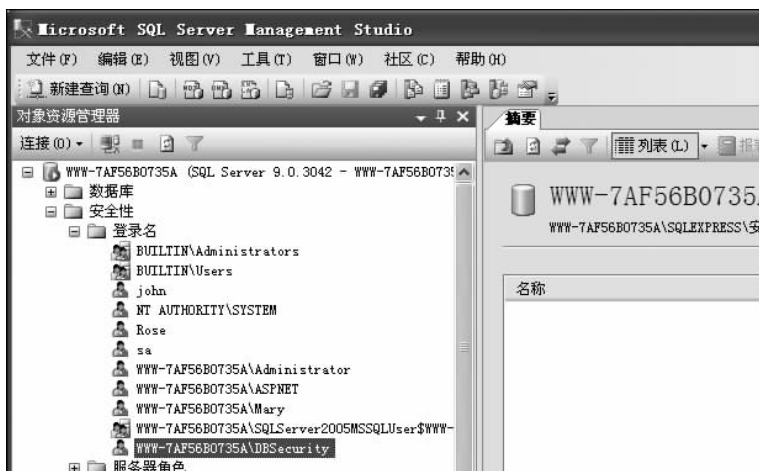 Microsoft SQL Server Management Studio
文件(F) 编辑(E) 视图(V) 工具(T) 窗口(W) 社区(C) 帮助(H)
新建查询(N)
对象资源管理器
摘要
连接(O)
列表(L)
WWW-7AF56B0735A (SQL Server 9.0.3042 - WWW-7AF56B0735
数据库
安全性
登录名
BUILTIN\Administrators
BUILTIN\Users
john
NT AUTHORITY\SYSTEM
Rose
sa
WWW-7AF56B0735A\Administrator
WWW-7AF56B0735A\ASPNET
WWW-7AF56B0735A\Mary
WWW-7AF56B0735A\SQLServer2005MSSQLUser$WWW-
WWW-7AF56B0735A\DBSecurity
服务器角色
WWW-7AF56B0735
WWW-7AF56B0735A\SQLEXPRESS\安
名称